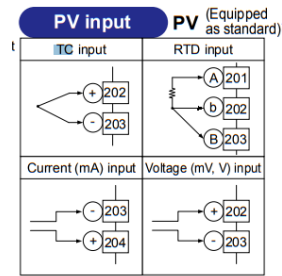 PV input PV (Equipped as standard)
t
TC input RTD input
+ 202
- 203
A 201
b 202
B 203
Current (mA) input Voltage (mV, V) input
- 203
+ 204
+ 202
- 203